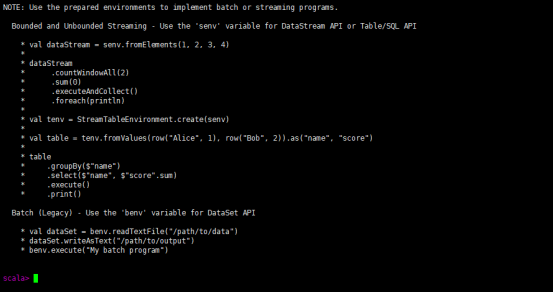 NOTE: Use the prepared environments to implement batch or streaming programs.
Bounded and Unbounded Streaming - Use the 'senv' variable for DataStream API or Table/SQL API
* val dataStream = senv.fromElements(1, 2, 3, 4)
*
* dataStream
*     .countWindowAll(2)
*     .sum(0)
*     .executeAndCollect()
*     .foreach(println)
*
* val tenv = StreamTableEnvironment.create(senv)
*
* val table = tenv.fromValues(row("Alice", 1), row("Bob", 2)).as("name", "score")
*
* table
*     .groupBy($"name")
*     .select($"name", $"score".sum)
*     .execute()
*     .print()
Batch (Legacy) - Use the 'benv' variable for DataSet API
* val dataSet = benv.readTextFile("/path/to/data")
* dataSet.writeAsText("/path/to/output")
* benv.execute("My batch program")
scala>